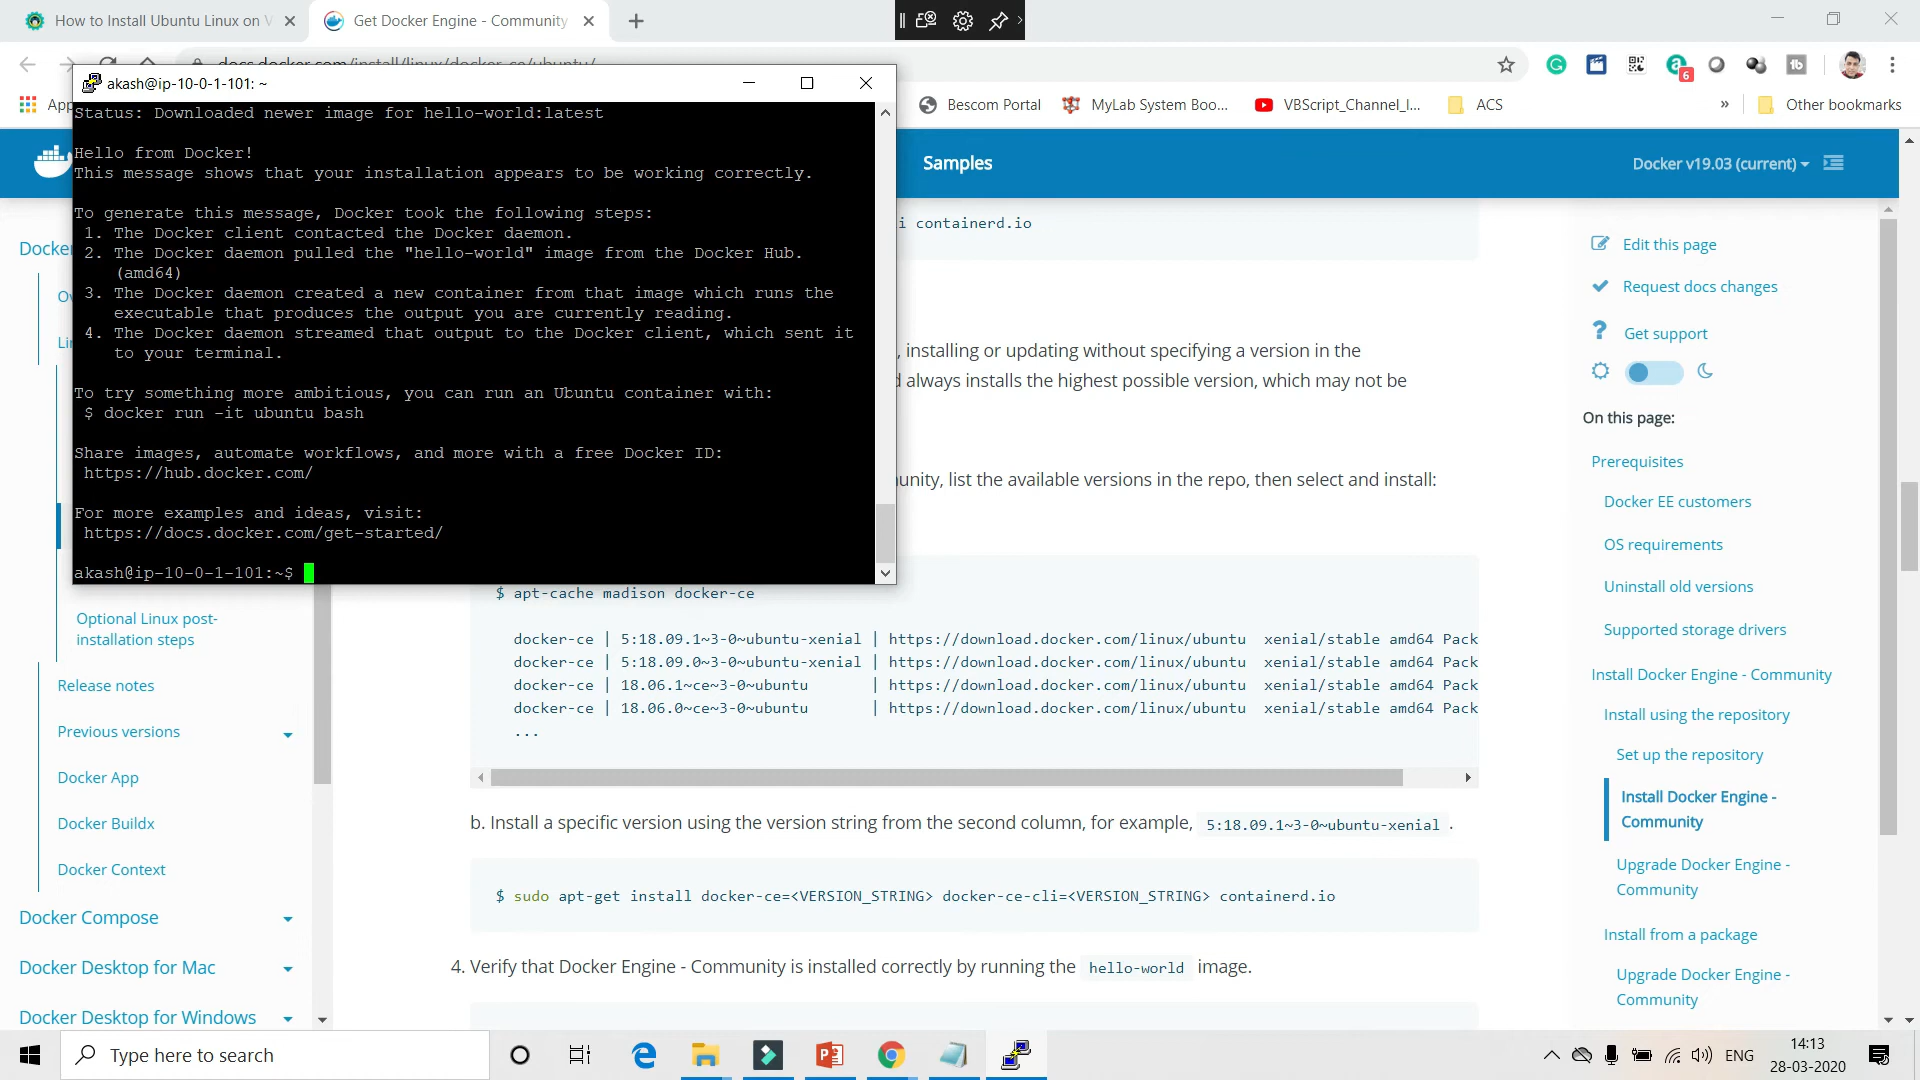 How to Install Ubuntu Linux on V
Get Docker Engine - Community
docs.docker.com/install/linux/docker-ce/ubuntu/
6
App
Bescom Portal
MyLab System Boo...
VBScript_Channel_I...
ACS
»
Other bookmarks
akash@ip-10-0-1-101: ~
Status: Downloaded newer image for hello-world:latest
Hello from Docker!
This message shows that your installation appears to be working correctly.
To generate this message, Docker took the following steps:
1. The Docker client contacted the Docker daemon.
2. The Docker daemon pulled the "hello-world" image from the Docker Hub.
(amd64)
3. The Docker daemon created a new container from that image which runs the
executable that produces the output you are currently reading.
4. The Docker daemon streamed that output to the Docker client, which sent it
to your terminal.
To try something more ambitious, you can run an Ubuntu container with:
$ docker run -it ubuntu bash
Share images, automate workflows, and more with a free Docker ID:
https://hub.docker.com/
For more examples and ideas, visit:
https://docs.docker.com/get-started/
akash@ip-10-0-1-101:~$
Samples
Docker v19.03 (current)
Docker
Ov
Lin
Optional Linux post-
installation steps
Release notes
Previous versions
Docker App
Docker Buildx
Docker Context
Docker Compose
Docker Desktop for Mac
Docker Desktop for Windows
i containerd.io
, installing or updating without specifying a version in the
d always installs the highest possible version, which may not be
unity, list the available versions in the repo, then select and install:
$ apt-cache madison docker-ce
docker-ce | 5:18.09.1~3-0~ubuntu-xenial | https://download.docker.com/linux/ubuntu xenial/stable amd64 Pack
docker-ce | 5:18.09.0~3-0~ubuntu-xenial | https://download.docker.com/linux/ubuntu xenial/stable amd64 Pack
docker-ce | 18.06.1~ce~3-0~ubuntu | https://download.docker.com/linux/ubuntu xenial/stable amd64 Pack
docker-ce | 18.06.0~ce~3-0~ubuntu | https://download.docker.com/linux/ubuntu xenial/stable amd64 Pack
...
b. Install a specific version using the version string from the second column, for example, 5:18.09.1~3-0~ubuntu-xenial .
$ sudo apt-get install docker-ce=<VERSION_STRING> docker-ce-cli=<VERSION_STRING> containerd.io
4. Verify that Docker Engine - Community is installed correctly by running the hello-world image.
Edit this page
Request docs changes
Get support
On this page:
Prerequisites
Docker EE customers
OS requirements
Uninstall old versions
Supported storage drivers
Install Docker Engine - Community
Install using the repository
Set up the repository
Install Docker Engine -
Community
Upgrade Docker Engine -
Community
Install from a package
Upgrade Docker Engine -
Community
Type here to search
ENG
14:13
28-03-2020